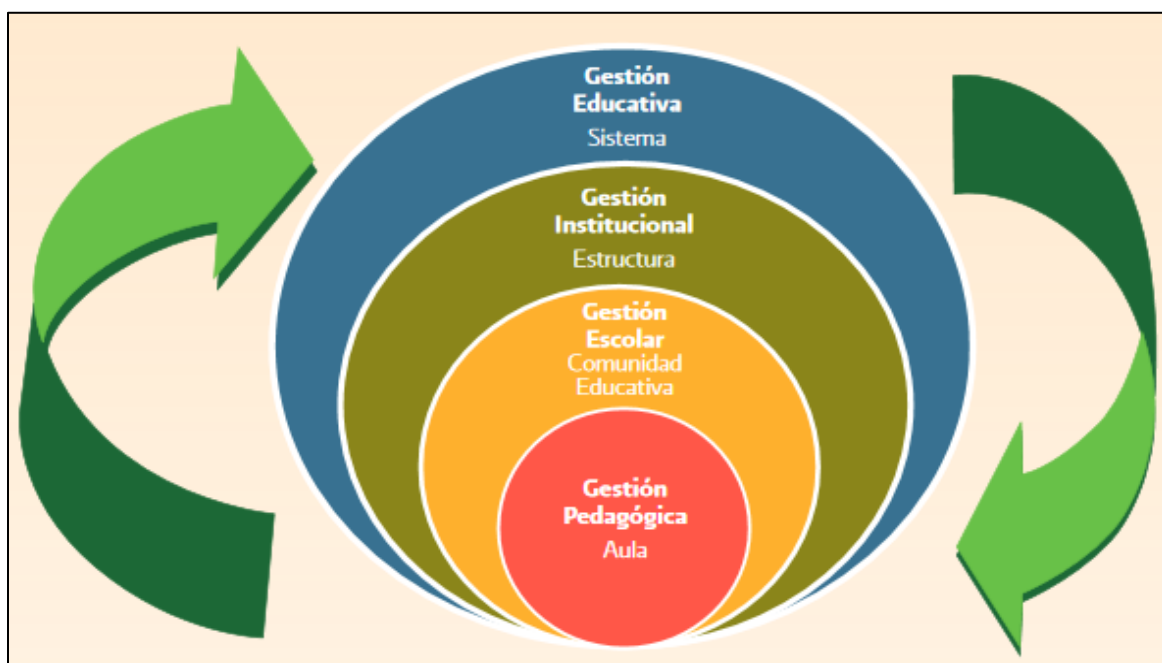 Gestión
Educativa
Sistema
Gestión
Institucional
Estructura
Gestión
Escolar
Comunidad
Educativa
Gestión
Pedagógica
Aula